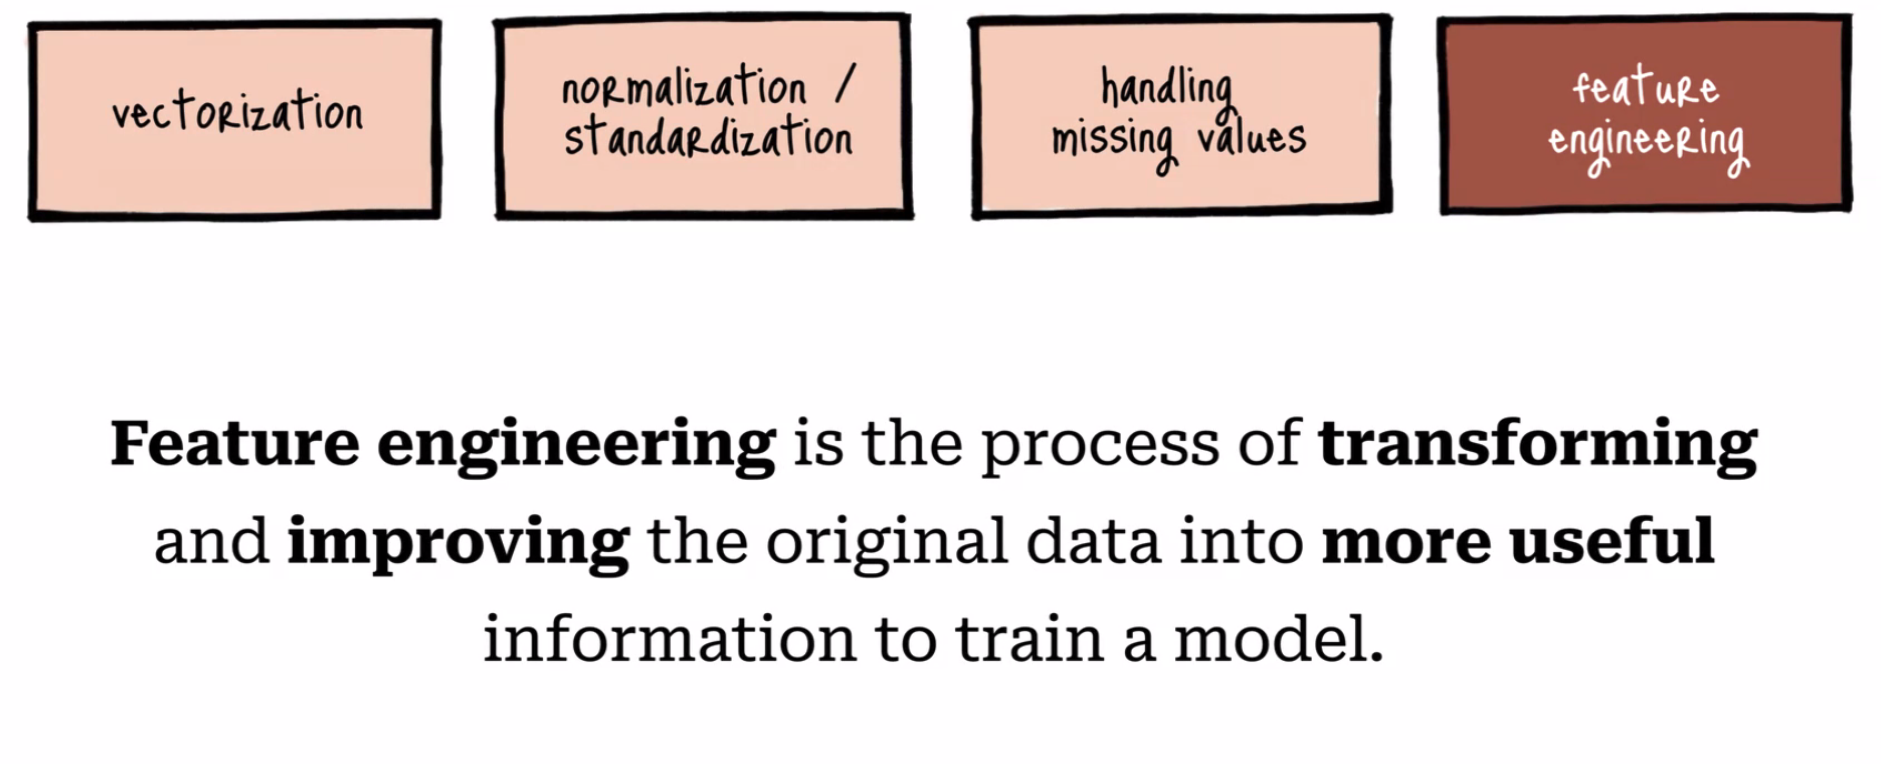 vectorization
normalization /
standardization
handling
missing values
feature
engineering
Feature engineering is the process of transforming
and improving the original data into more useful
information to train a model.